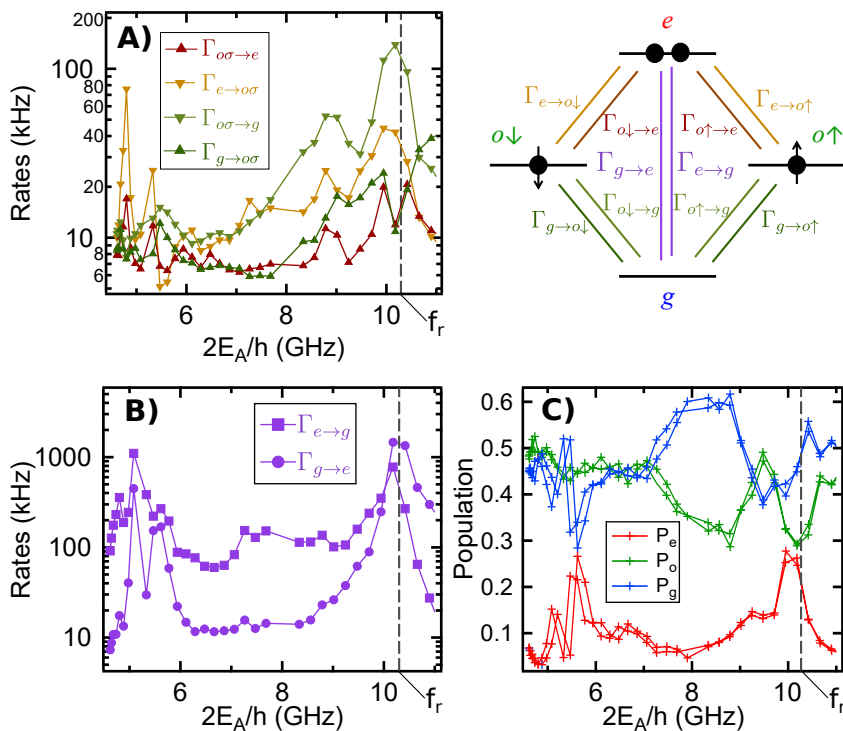 A)
Γoσ→e
Γe→oσ
Γoσ→g
Γg→oσ
200
100
80
60
40
20
10
8
6
Rates (kHz)
6
8
10
fr
2EA/h (GHz)
e
Γe→o↓
Γe→o↑
Γo↓→e
Γo↑→e
o↓
o↑
Γg→e
Γe→g
Γo↓→g
Γo↑→g
Γg→o↓
Γg→o↑
g
B)
Γe→g
Γg→e
1000
100
10
Rates (kHz)
6
8
10
fr
2EA/h (GHz)
C)
Pe
Po
Pg
0.6
0.5
0.4
0.3
0.2
0.1
Population
6
8
10
fr
2EA/h (GHz)